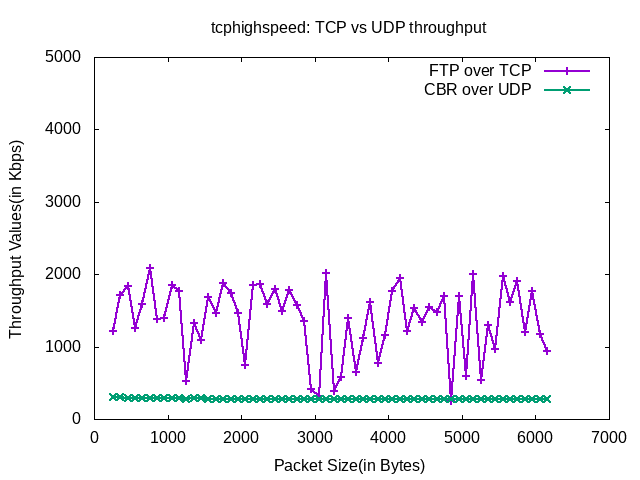 tcphighspeed: TCP vs UDP throughput
FTP over TCP
CBR over UDP
Throughput Values(in Kbps)
5000
4000
3000
2000
1000
0
0 1000 2000 3000 4000 5000 6000 7000
Packet Size(in Bytes)